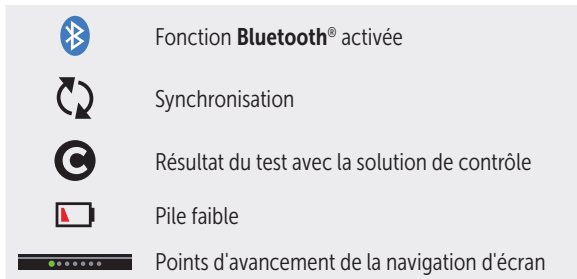 Fonction Bluetooth® activée
Synchronisation
C Résultat du test avec la solution de contrôle
Pile faible
Points d'avancement de la navigation d'écran